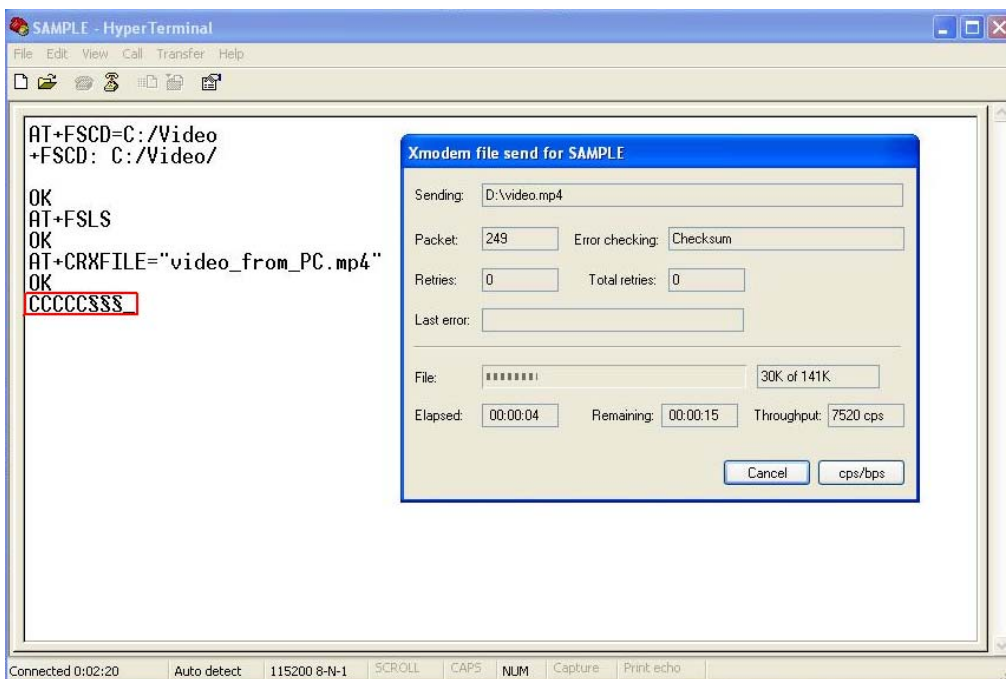 SAMPLE - HyperTerminal
File Edit View Call Transfer Help
AT+FSCD=C:/Video
+FSCD: C:/Video/
OK
AT+FSLS
OK
AT+CRXFILE="video_from_PC.mp4"
OK
CCCCC§§§_
Xmodem file send for SAMPLE
Sending: D:\video.mp4
Packet: 249 Error checking: Checksum
Retries: 0 Total retries: 0
Last error:
File: 30K of 141K
Elapsed: 00:00:04 Remaining: 00:00:15 Throughput: 7520 cps
Cancel cps/bps
Connected 0:02:20 Auto detect 115200 8-N-1 SCROLL CAPS NUM Capture Print echo